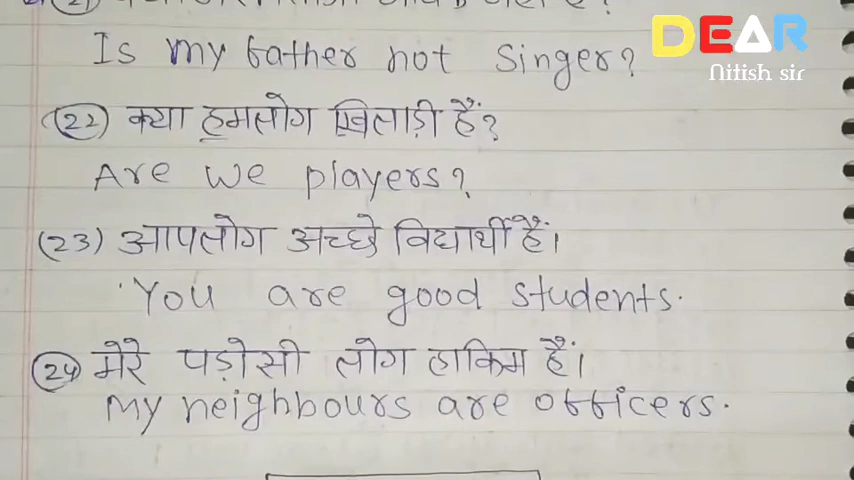 DEAR
Nitish sir
Is my father not singer?
(22) क्या हमलोग खिलाड़ी हैं?
Are we players?
(23) आपलोग अच्छे विद्यार्थी हैं।
You are good students.
(24) मेरे पड़ोसी लोग हाकिम हैं।
My neighbours are officers.